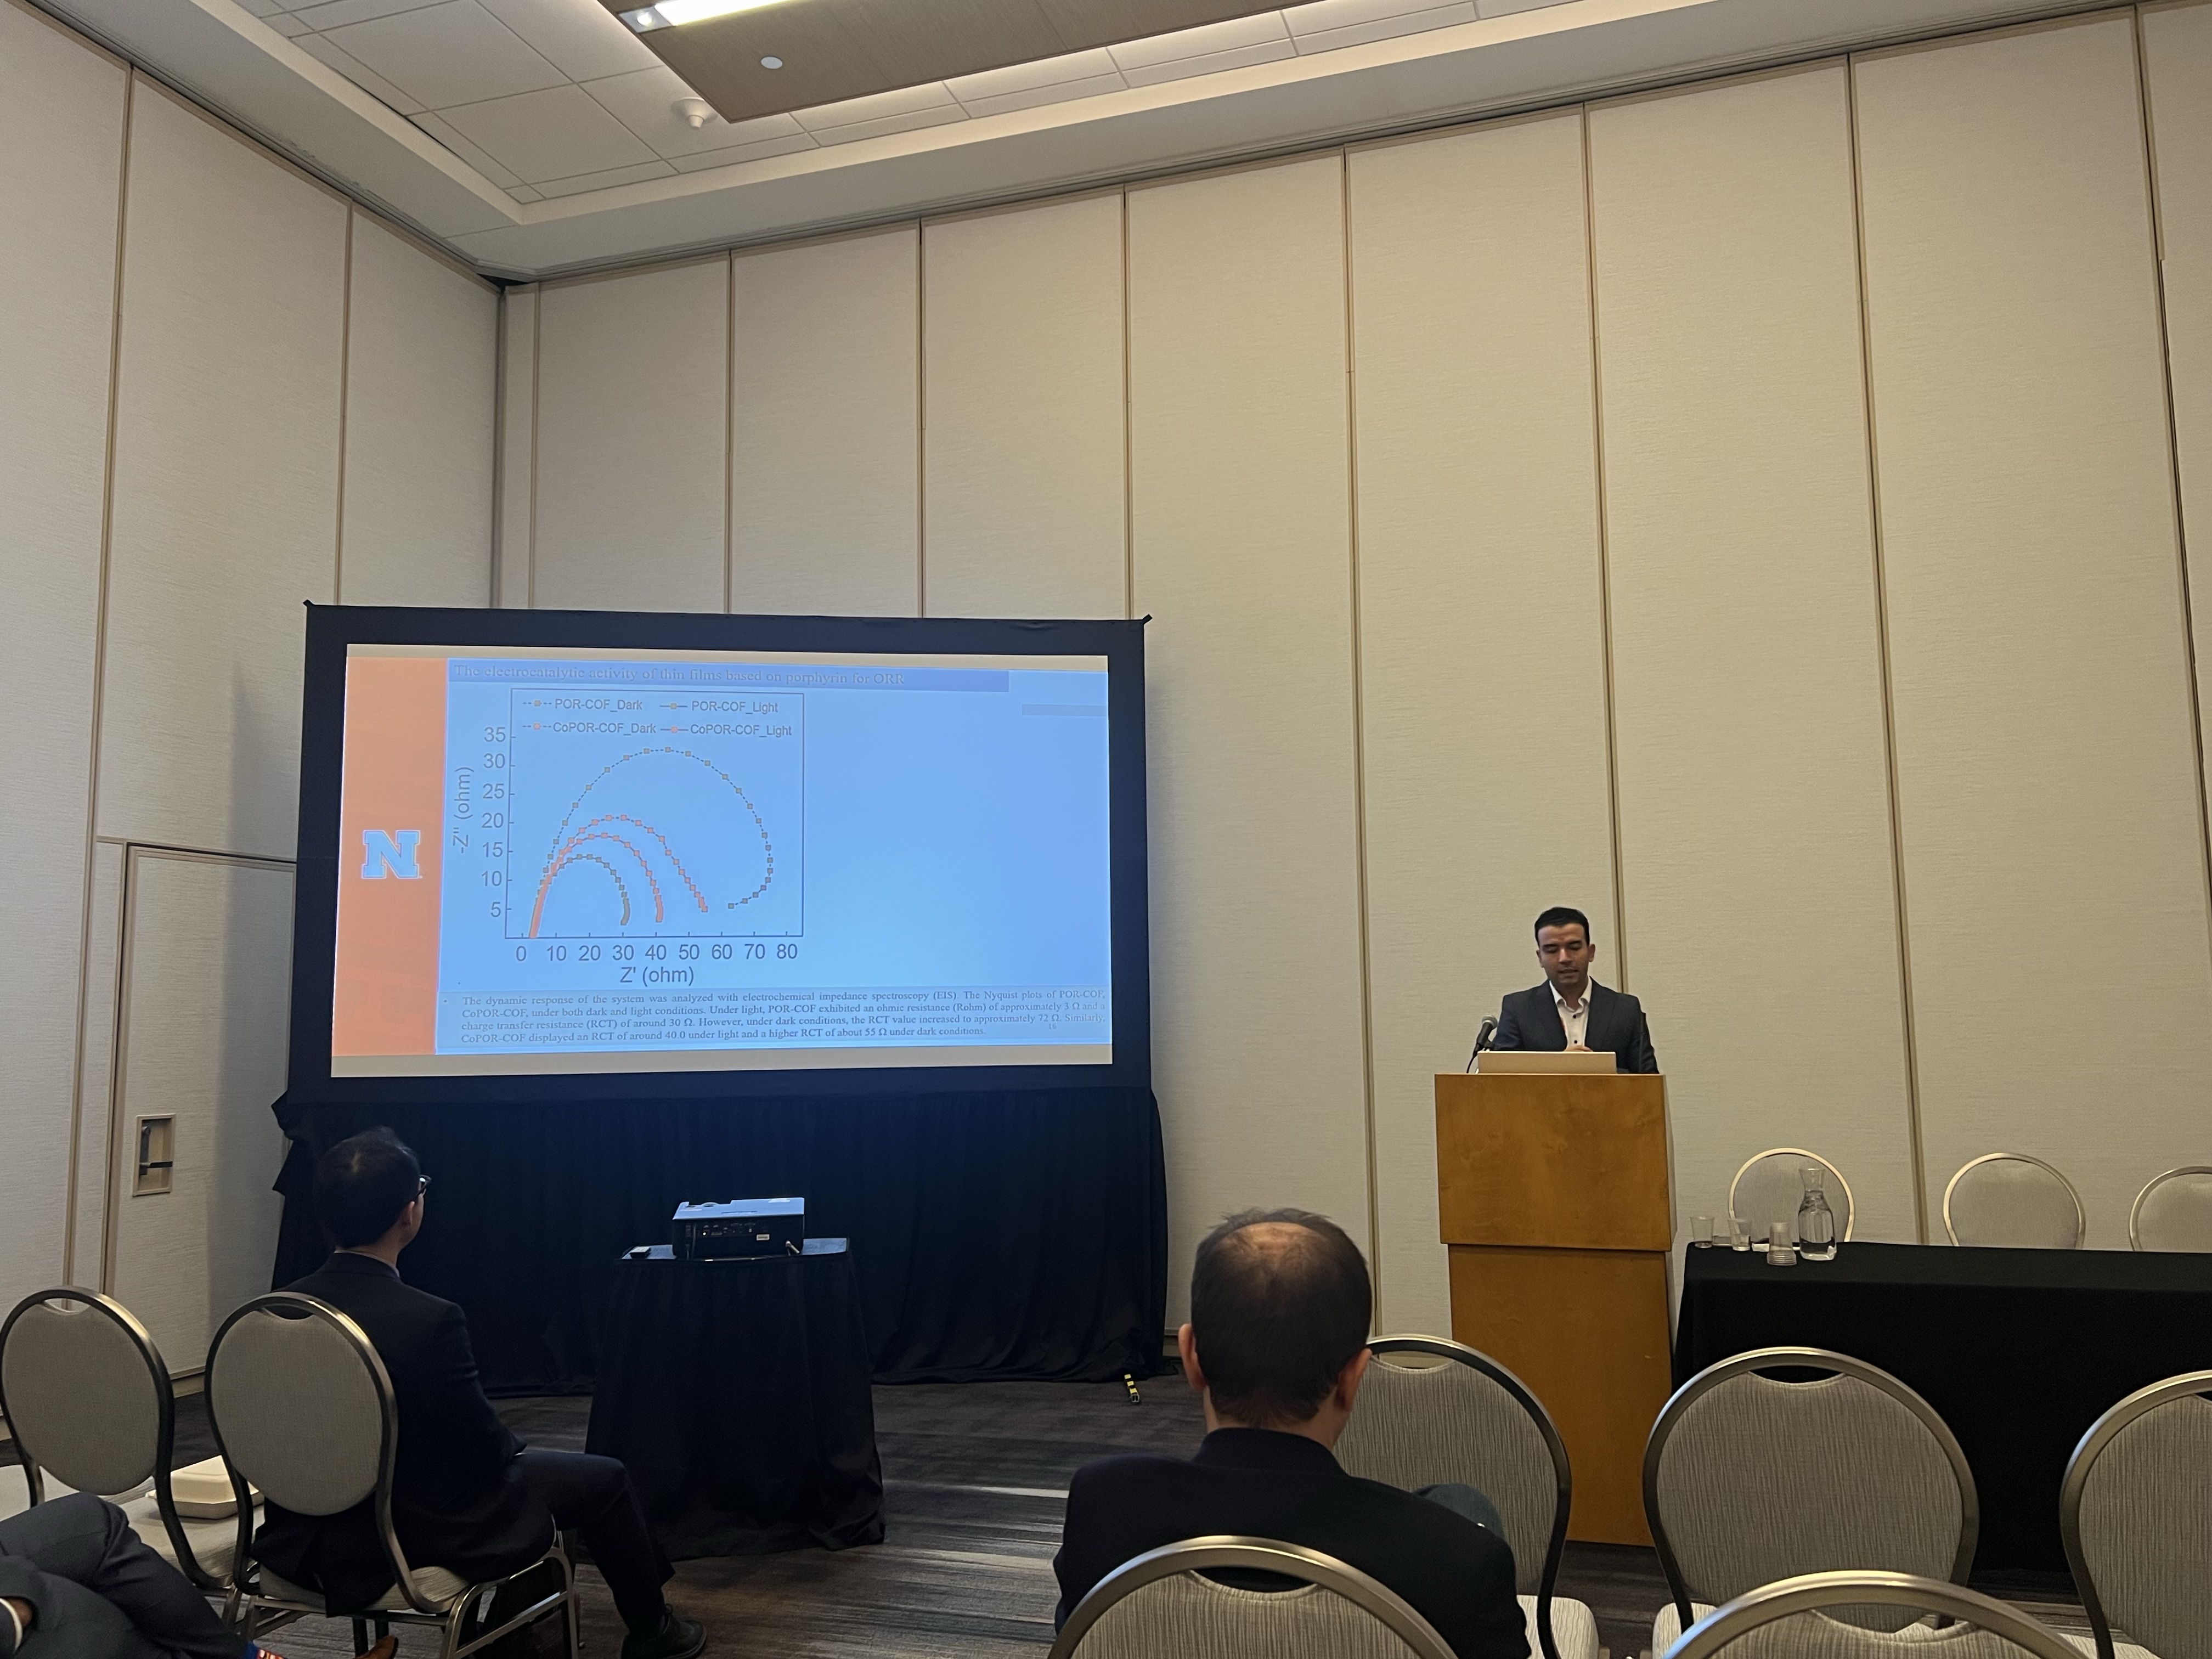 The electrocatalytic activity of thin films based on porphyrin for ORR
POR-COF_Dark POR-COF_Light
CoPOR-COF_Dark CoPOR-COF_Light
35
30
25
20
15
10
5
-Z" (ohm)
0 10 20 30 40 50 60 70 80
Z' (ohm)
N
• The dynamic response of the system was analyzed with electrochemical impedance spectroscopy (EIS). The Nyquist plots of POR-COF,
CoPOR-COF, under both dark and light conditions. Under light, POR-COF exhibited an ohmic resistance (Rohm) of approximately 3 Ω and a
charge transfer resistance (RCT) of around 30 Ω. However, under dark conditions, the RCT value increased to approximately 72 Ω. Similarly,
CoPOR-COF displayed an RCT of around 40.0 under light and a higher RCT of about 55 Ω under dark conditions.
16